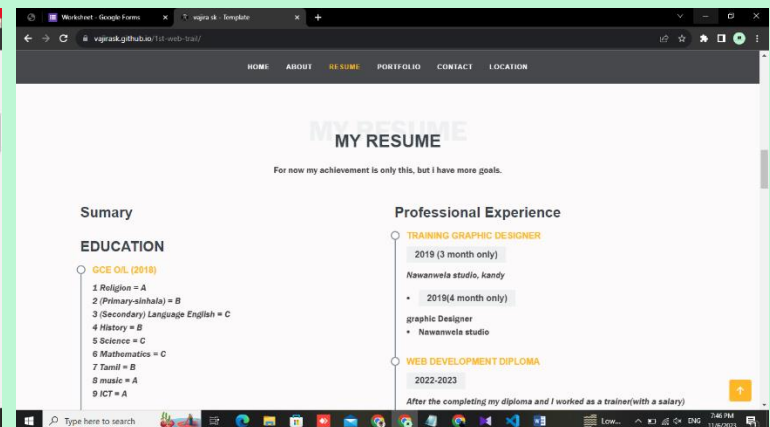 Worksheet - Google Forms
vajira sk - Template
vajirask.github.io/1st-web-trail/
HOME ABOUT RESUME PORTFOLIO CONTACT LOCATION
MY RESUME
MY RESUME
For now my achievement is only this, but i have more goals.
Sumary
EDUCATION
GCE O/L (2018)
1 Religion = A
2 (Primary-sinhala) = B
3 (Secondary) Language English = C
4 History = B
5 Science = C
6 Mathematics = C
7 Tamil = B
8 music = A
9 ICT = A
Professional Experience
TRAINING GRAPHIC DESIGNER
2019 (3 month only)
Nawanwela studio, kandy
• 2019(4 month only)
graphic Designer
• Nawanwela studio
WEB DEVELOPMENT DIPLOMA
2022-2023
After the completing my diploma and I worked as a trainer(with a salary)
Type here to search
Low...
ENG
7:46 PM
11/6/2023